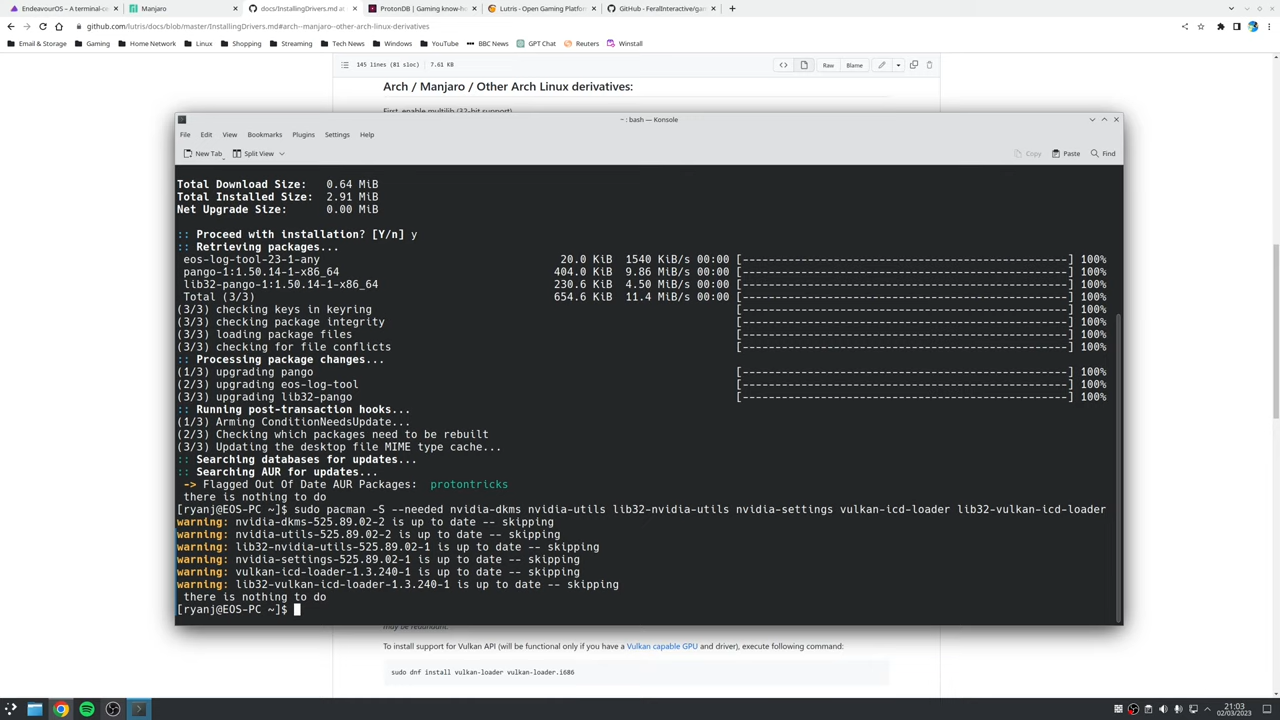 EndeavourOS – A terminal-ce
Manjaro
docs/InstallingDrivers.md at
ProtonDB | Gaming know-h
Lutris - Open Gaming Platfor
GitHub - FeralInteractive/gam
github.com/lutris/docs/blob/master/InstallingDrivers.md#arch--manjaro--other-arch-linux-derivatives
Email & Storage
Gaming
Home Network
Linux
Shopping
Streaming
Tech News
Windows
YouTube
BBC News
GPT Chat
Reuters
Winstall
145 lines (81 sloc)
7.61 KB
Raw
Blame
Arch / Manjaro / Other Arch Linux derivatives:
First, enable multilib (32-bit support)
~ : bash — Konsole
File Edit View Bookmarks Plugins Settings Help
New Tab
Split View
Copy
Paste
Find
Total Download Size: 0.64 MiB
Total Installed Size: 2.91 MiB
Net Upgrade Size: 0.00 MiB
:: Proceed with installation? [Y/n] y
:: Retrieving packages...
eos-log-tool-23-1-any 20.0 KiB 1540 KiB/s 00:00 [------------------------------------------] 100%
pango-1:1.50.14-1-x86_64 404.0 KiB 9.86 MiB/s 00:00 [------------------------------------------] 100%
lib32-pango-1:1.50.14-1-x86_64 230.6 KiB 4.50 MiB/s 00:00 [------------------------------------------] 100%
Total (3/3) 654.6 KiB 11.4 MiB/s 00:00 [------------------------------------------] 100%
(3/3) checking keys in keyring [------------------------------------------] 100%
(3/3) checking package integrity [------------------------------------------] 100%
(3/3) loading package files [------------------------------------------] 100%
(3/3) checking for file conflicts [------------------------------------------] 100%
:: Processing package changes...
(1/3) upgrading pango [------------------------------------------] 100%
(2/3) upgrading eos-log-tool [------------------------------------------] 100%
(3/3) upgrading lib32-pango [------------------------------------------] 100%
:: Running post-transaction hooks...
(1/3) Arming ConditionNeedsUpdate...
(2/3) Checking which packages need to be rebuilt
(3/3) Updating the desktop file MIME type cache...
:: Searching databases for updates...
:: Searching AUR for updates...
-> Flagged Out Of Date AUR Packages: protontricks
there is nothing to do
[ryanj@EOS-PC ~]$ sudo pacman -S --needed nvidia-dkms nvidia-utils lib32-nvidia-utils nvidia-settings vulkan-icd-loader lib32-vulkan-icd-loader
warning: nvidia-dkms-525.89.02-2 is up to date -- skipping
warning: nvidia-utils-525.89.02-2 is up to date -- skipping
warning: lib32-nvidia-utils-525.89.02-1 is up to date -- skipping
warning: nvidia-settings-525.89.02-1 is up to date -- skipping
warning: vulkan-icd-loader-1.3.240-1 is up to date -- skipping
warning: lib32-vulkan-icd-loader-1.3.240-1 is up to date -- skipping
there is nothing to do
[ryanj@EOS-PC ~]$
may be redundant.
To install support for Vulkan API (will be functional only if you have a Vulkan capable GPU and driver), execute following command:
sudo dnf install vulkan-loader vulkan-loader.i686
21:03
02/03/2023